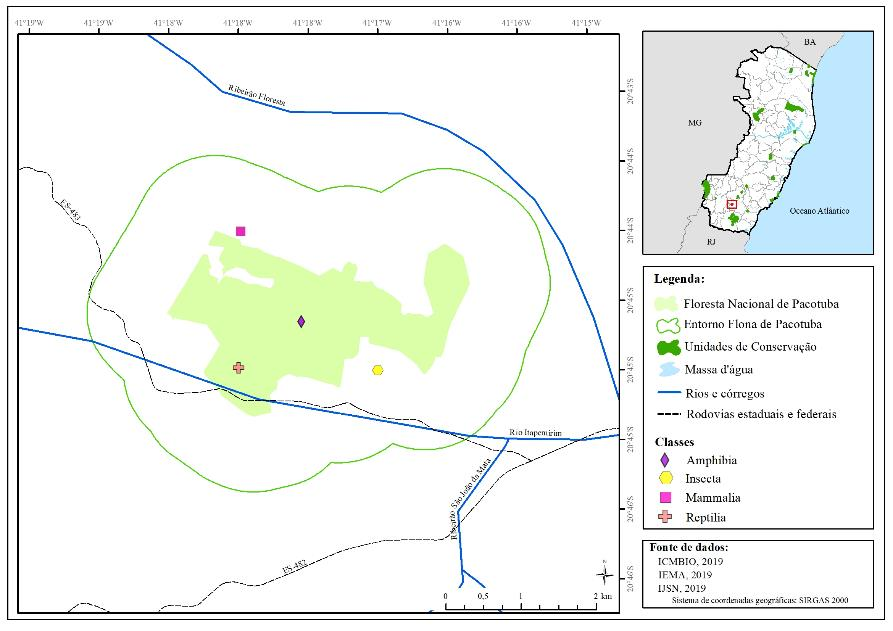 41°19'W 41°19'W 41°18'W 41°18'W 41°18'W 41°17'W 41°16'W 41°16'W 41°15'W
20°43'S
20°44'S
20°44'S
20°45'S
20°45'S
20°45'S
20°46'S
20°46'S
Ribeirão Floresta
ES-483
Rio Itapemirim
Ribeirão São João da Mata
ES-482
0 0,5 1 2 km
BA
MG
Oceano Atlântico
RJ
Legenda:
Floresta Nacional de Pacotuba
Entorno Flona de Pacotuba
Unidades de Conservação
Massa d'água
Rios e córregos
Rodovias estaduais e federais
Classes
Amphibia
Insecta
Mammalia
Reptilia
Fonte de dados:
ICMBIO, 2019
IEMA, 2019
IJSN, 2019
Sistema de coordenadas geográficas: SIRGAS 2000